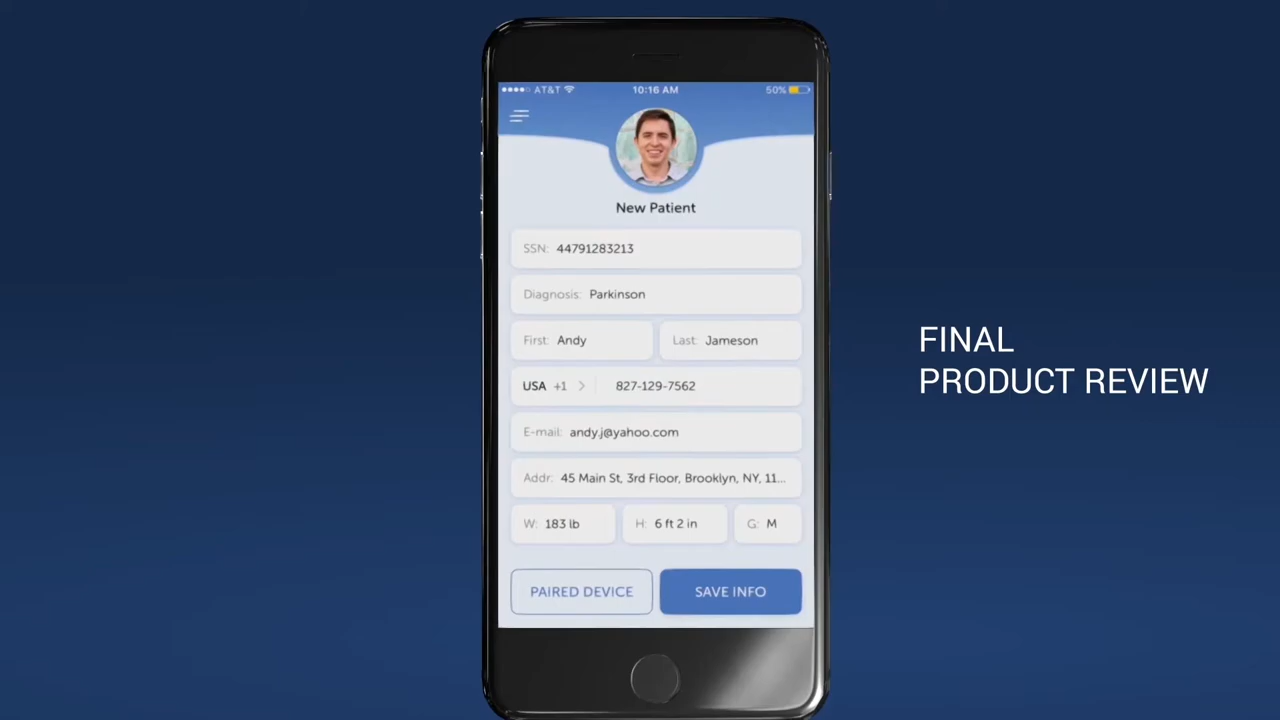 AT&T 10:16 AM 50%
New Patient
SSN: 44791283213
Diagnosis: Parkinson
First: Andy Last: Jameson
USA +1 827-129-7562
E-mail: andy.j@yahoo.com
Addr: 45 Main St, 3rd Floor, Brooklyn, NY, 11...
W: 183 lb H: 6 ft 2 in G: M
PAIRED DEVICE SAVE INFO
FINAL
PRODUCT REVIEW